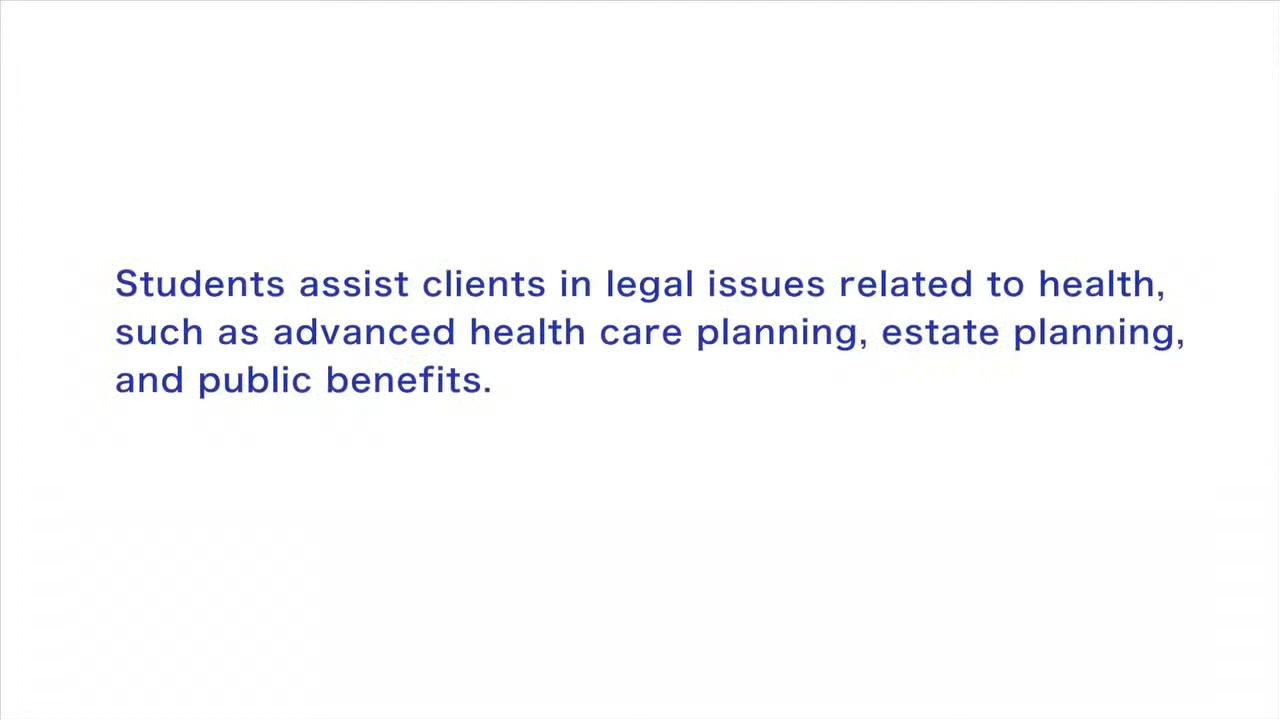 Students assist clients in legal issues related to health,
such as advanced health care planning, estate planning,
and public benefits.